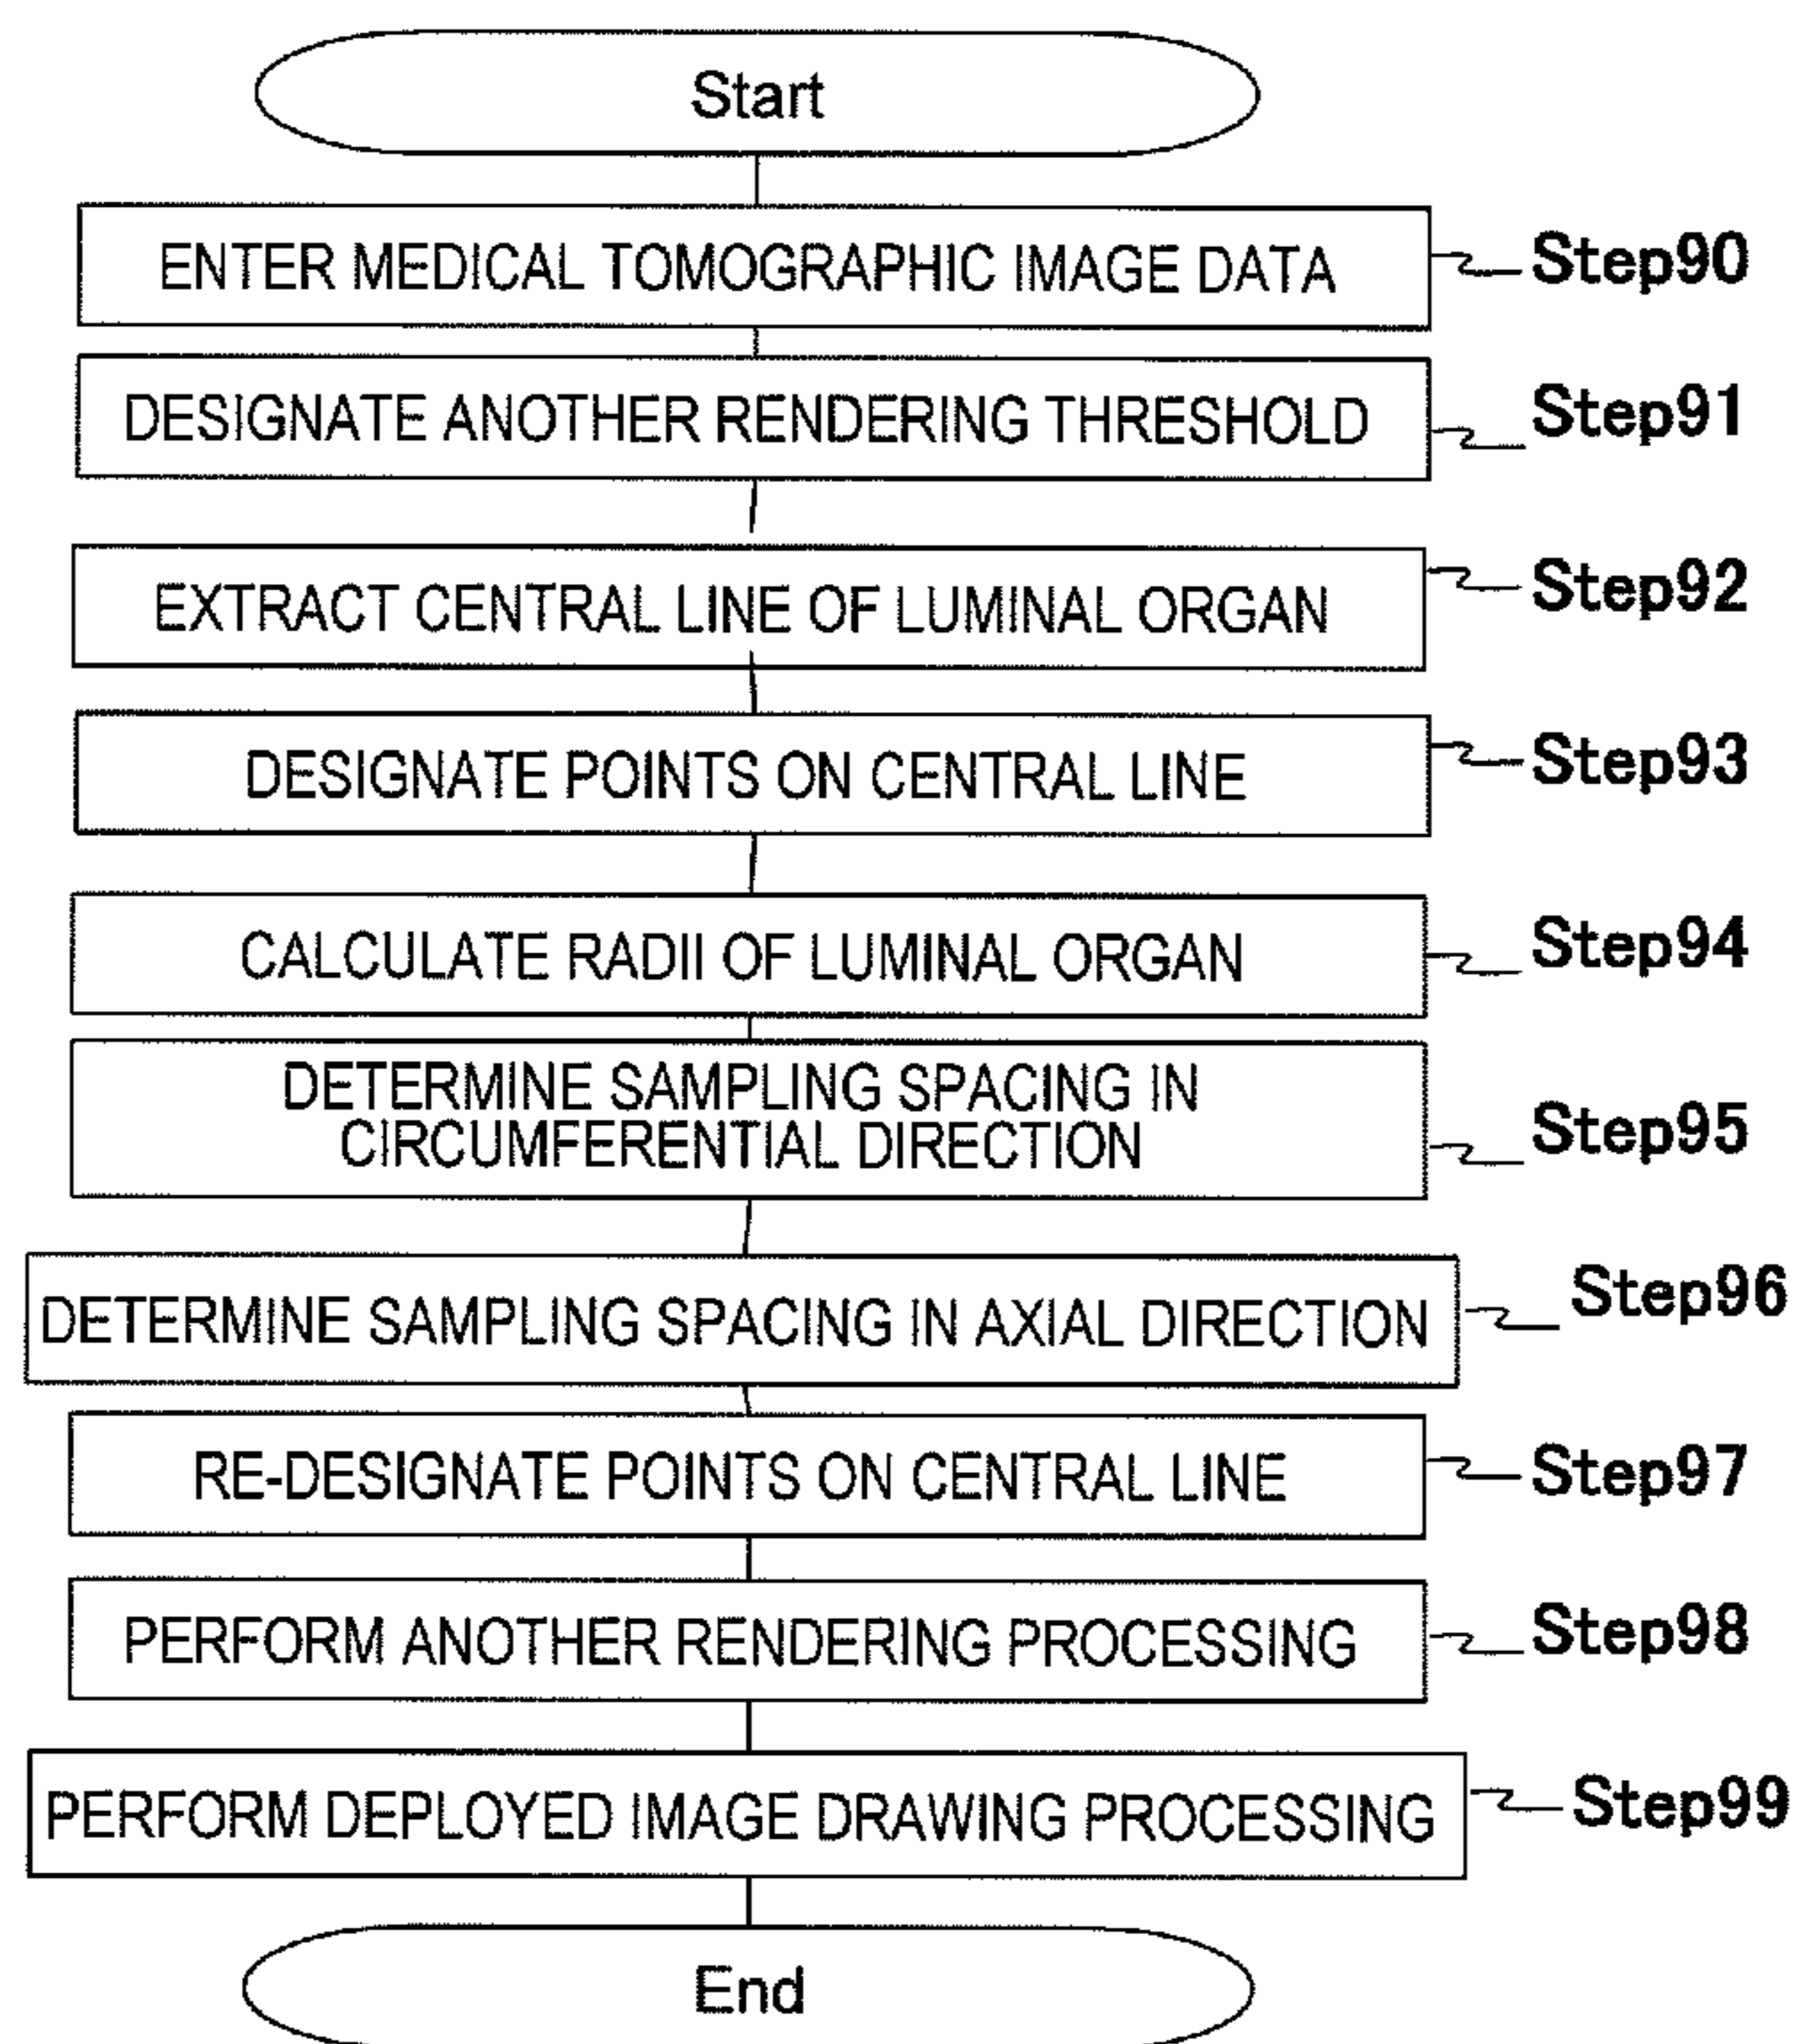 Start
ENTER MEDICAL TOMOGRAPHIC IMAGE DATA
Step90
DESIGNATE ANOTHER RENDERING THRESHOLD
Step91
EXTRACT CENTRAL LINE OF LUMINAL ORGAN
Step92
DESIGNATE POINTS ON CENTRAL LINE
Step93
CALCULATE RADII OF LUMINAL ORGAN
Step94
DETERMINE SAMPLING SPACING IN
CIRCUMFERENTIAL DIRECTION
Step95
DETERMINE SAMPLING SPACING IN AXIAL DIRECTION
Step96
RE-DESIGNATE POINTS ON CENTRAL LINE
Step97
PERFORM ANOTHER RENDERING PROCESSING
Step98
PERFORM DEPLOYED IMAGE DRAWING PROCESSING
Step99
End